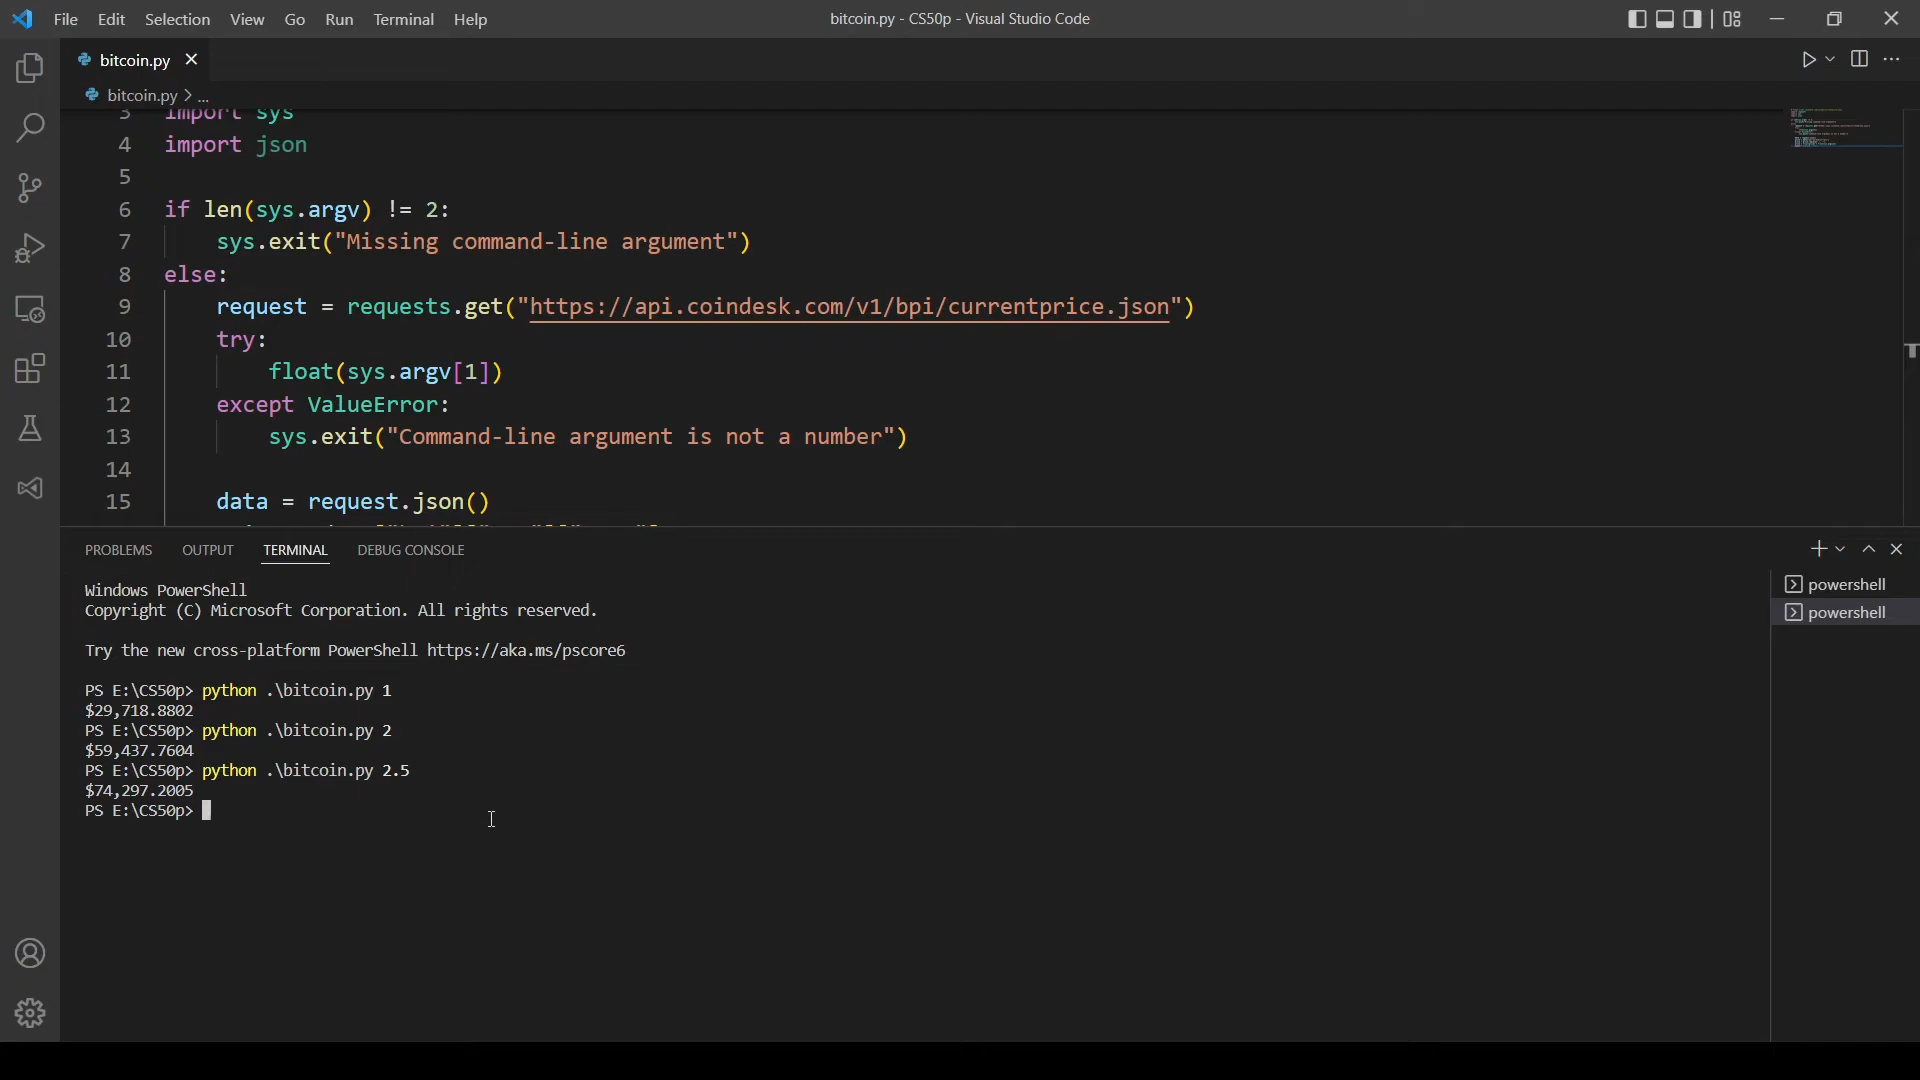 File Edit Selection View Go Run Terminal Help
bitcoin.py - CS50p - Visual Studio Code
bitcoin.py
bitcoin.py > ...
3 import sys
4 import json
5
6 if len(sys.argv) != 2:
7 sys.exit("Missing command-line argument")
8 else:
9 request = requests.get("https://api.coindesk.com/v1/bpi/currentprice.json")
10 try:
11 float(sys.argv[1])
12 except ValueError:
13 sys.exit("Command-line argument is not a number")
14
15 data = request.json()
PROBLEMS OUTPUT TERMINAL DEBUG CONSOLE
Windows PowerShell
Copyright (C) Microsoft Corporation. All rights reserved.
Try the new cross-platform PowerShell https://aka.ms/pscore6
PS E:\CS50p> python .\bitcoin.py 1
$29,718.8802
PS E:\CS50p> python .\bitcoin.py 2
$59,437.7604
PS E:\CS50p> python .\bitcoin.py 2.5
$74,297.2005
PS E:\CS50p>
powershell
powershell